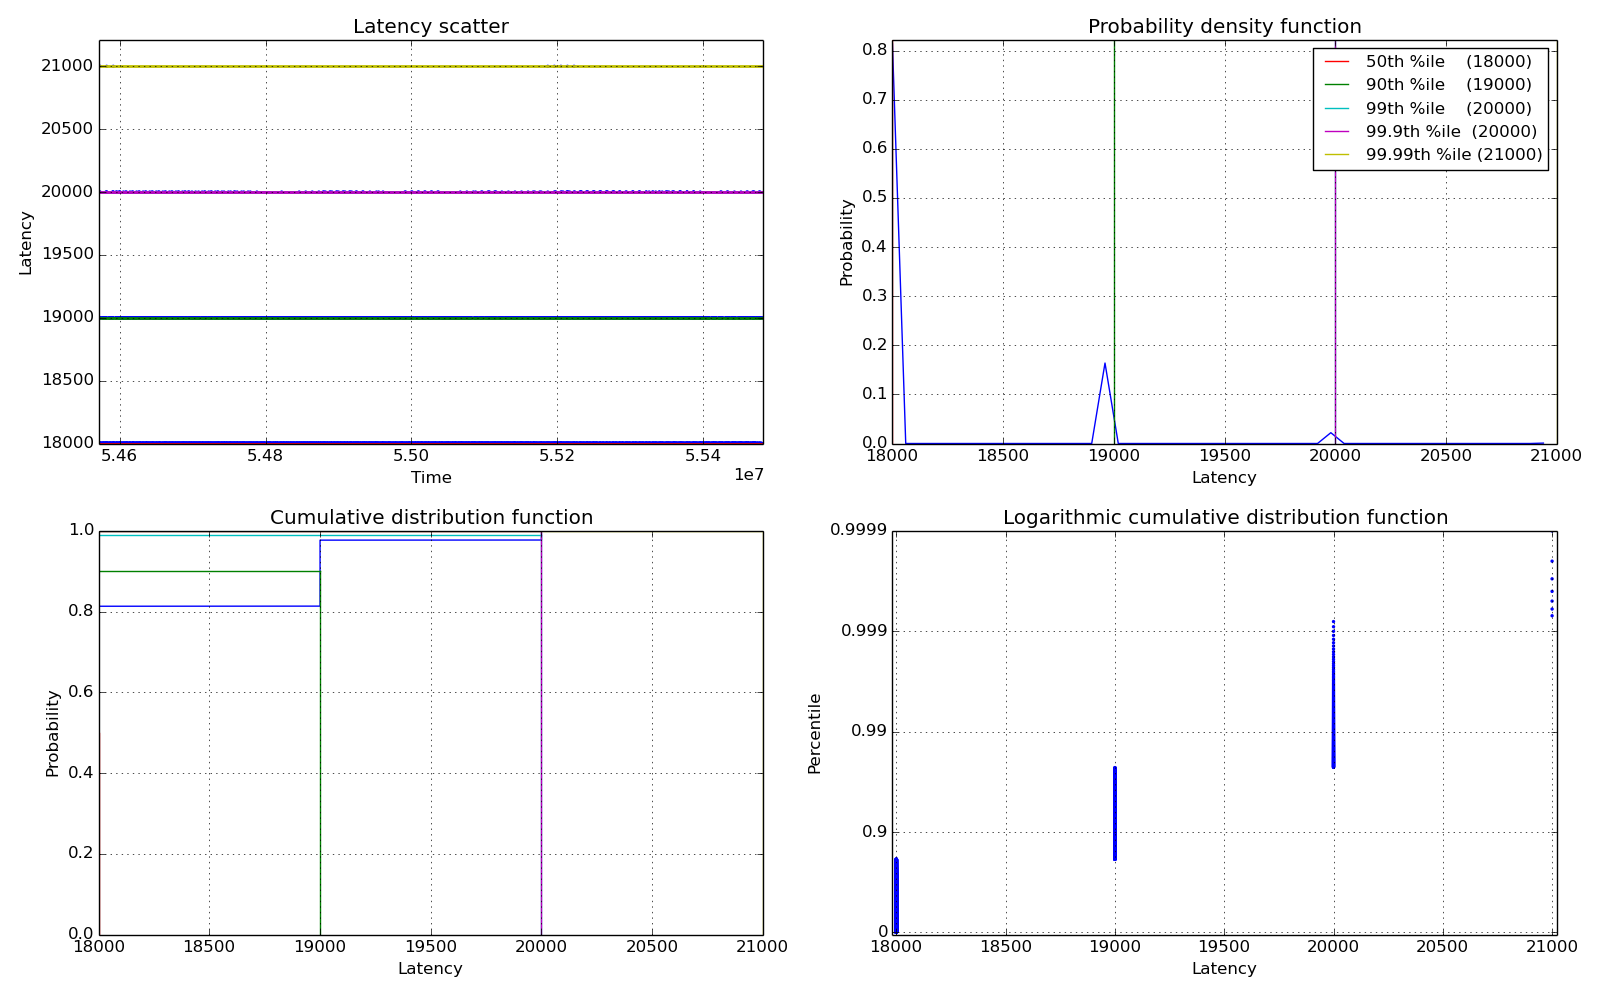 Latency scatter
21000
20500
20000
19500
19000
18500
18000
Latency
5.46 5.48 5.50 5.52 5.54
1e7
Time
Probability density function
0.8
0.7
0.6
0.5
0.4
0.3
0.2
0.1
0.0
Probability
50th %ile (18000)
90th %ile (19000)
99th %ile (20000)
99.9th %ile (20000)
99.99th %ile (21000)
18000 18500 19000 19500 20000 20500 21000
Latency
Cumulative distribution function
1.0
0.8
0.6
0.4
0.2
0.0
Probability
18000 18500 19000 19500 20000 20500 21000
Latency
Logarithmic cumulative distribution function
0.9999
0.999
0.99
0.9
0
Percentile
18000 18500 19000 19500 20000 20500 21000
Latency